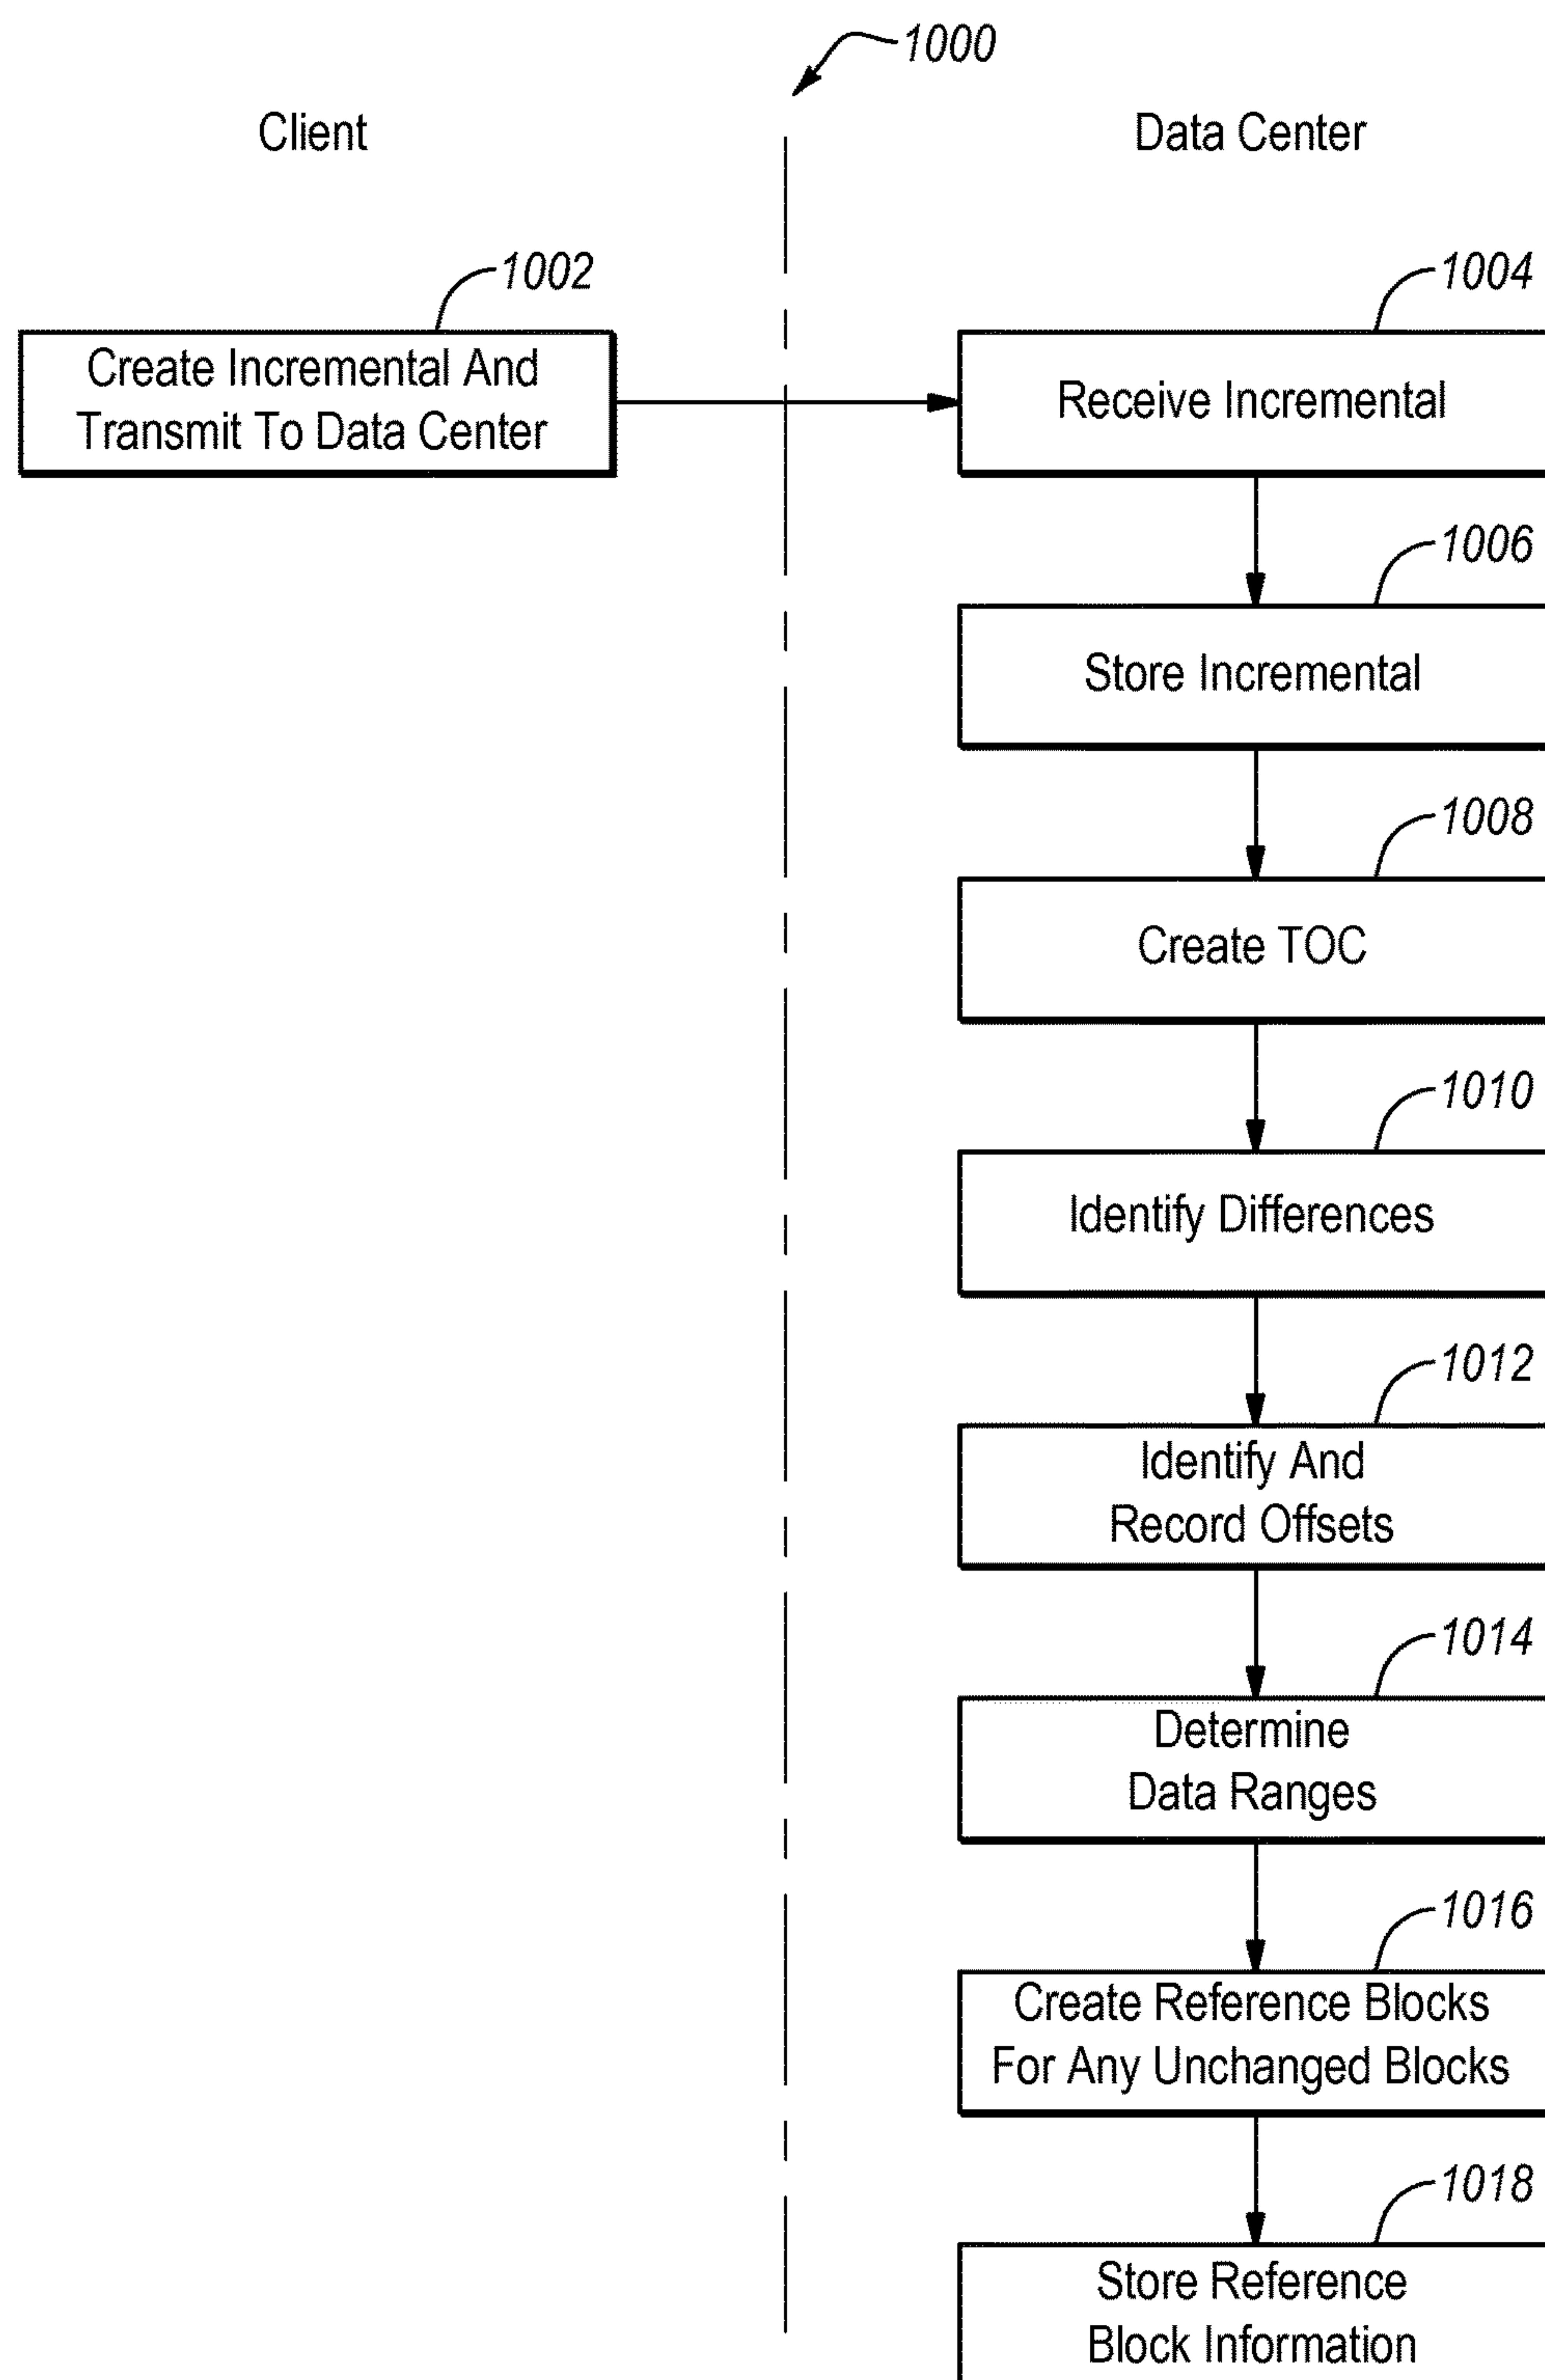 1000
Client
Data Center
1002
1004
Create Incremental And
Transmit To Data Center
Receive Incremental
1006
Store Incremental
1008
Create TOC
1010
Identify Differences
1012
Identify And
Record Offsets
1014
Determine
Data Ranges
1016
Create Reference Blocks
For Any Unchanged Blocks
1018
Store Reference
Block Information